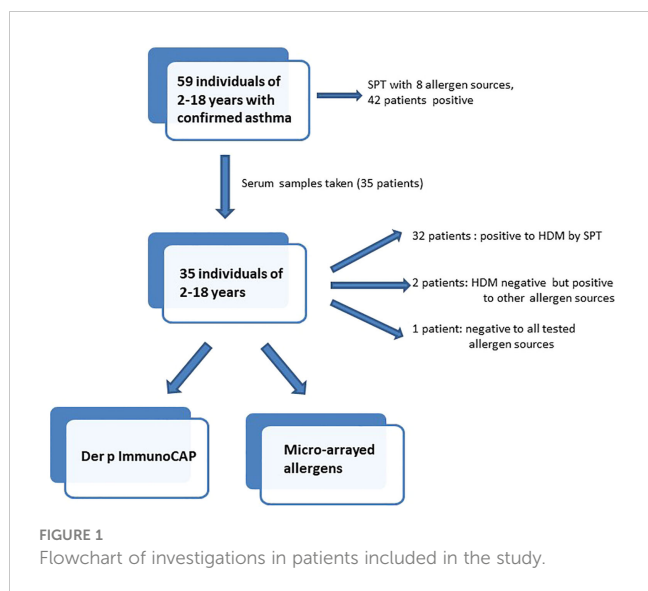 59 individuals of
2-18 years with
confirmed asthma
SPT with 8 allergen sources,
42 patients positive
Serum samples taken (35 patients)
35 individuals of
2-18 years
32 patients : positive to HDM by SPT
2 patients: HDM negative but positive
to other allergen sources
1 patient: negative to all tested
allergen sources
Der p ImmunoCAP
Micro-arrayed
allergens
FIGURE 1
Flowchart of investigations in patients included in the study.